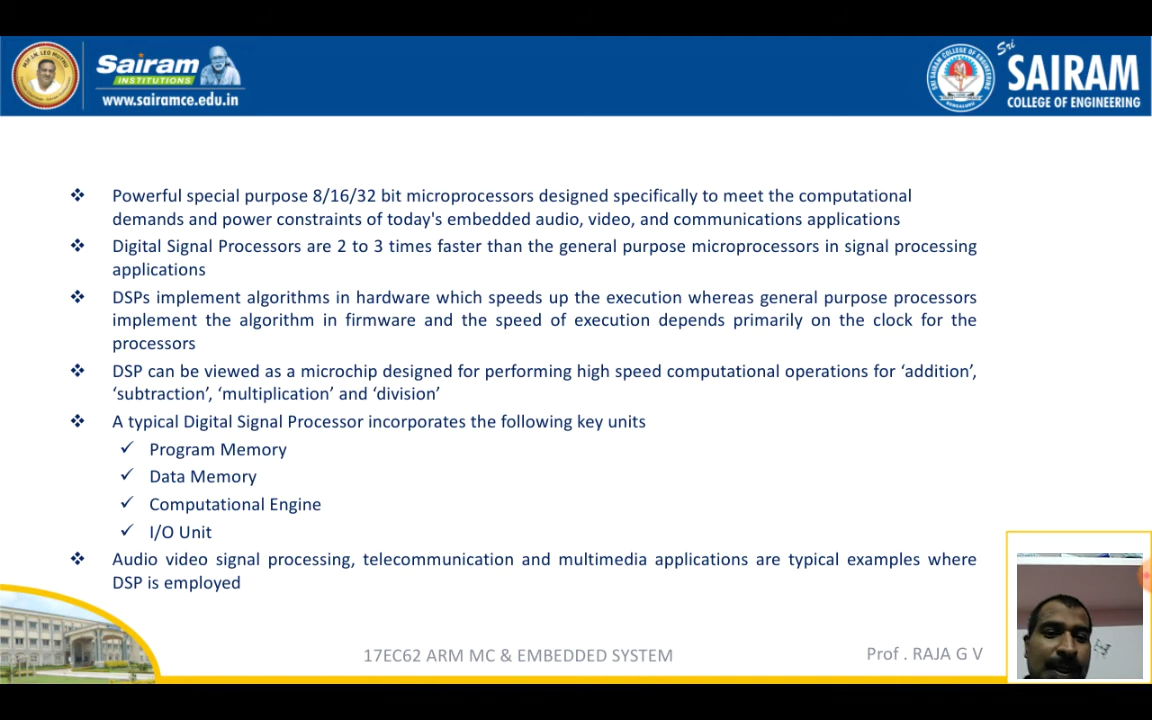 Sairam
INSTITUTIONS
www.sairamce.edu.in
Sri
SAIRAM
COLLEGE OF ENGINEERING
Powerful special purpose 8/16/32 bit microprocessors designed specifically to meet the computational
demands and power constraints of today's embedded audio, video, and communications applications
Digital Signal Processors are 2 to 3 times faster than the general purpose microprocessors in signal processing
applications
DSPs implement algorithms in hardware which speeds up the execution whereas general purpose processors
implement the algorithm in firmware and the speed of execution depends primarily on the clock for the
processors
DSP can be viewed as a microchip designed for performing high speed computational operations for ‘addition’,
‘subtraction’, ‘multiplication’ and ‘division’
A typical Digital Signal Processor incorporates the following key units
Program Memory
Data Memory
Computational Engine
I/O Unit
Audio video signal processing, telecommunication and multimedia applications are typical examples where
DSP is employed
17EC62 ARM MC & EMBEDDED SYSTEM
Prof . RAJA G V